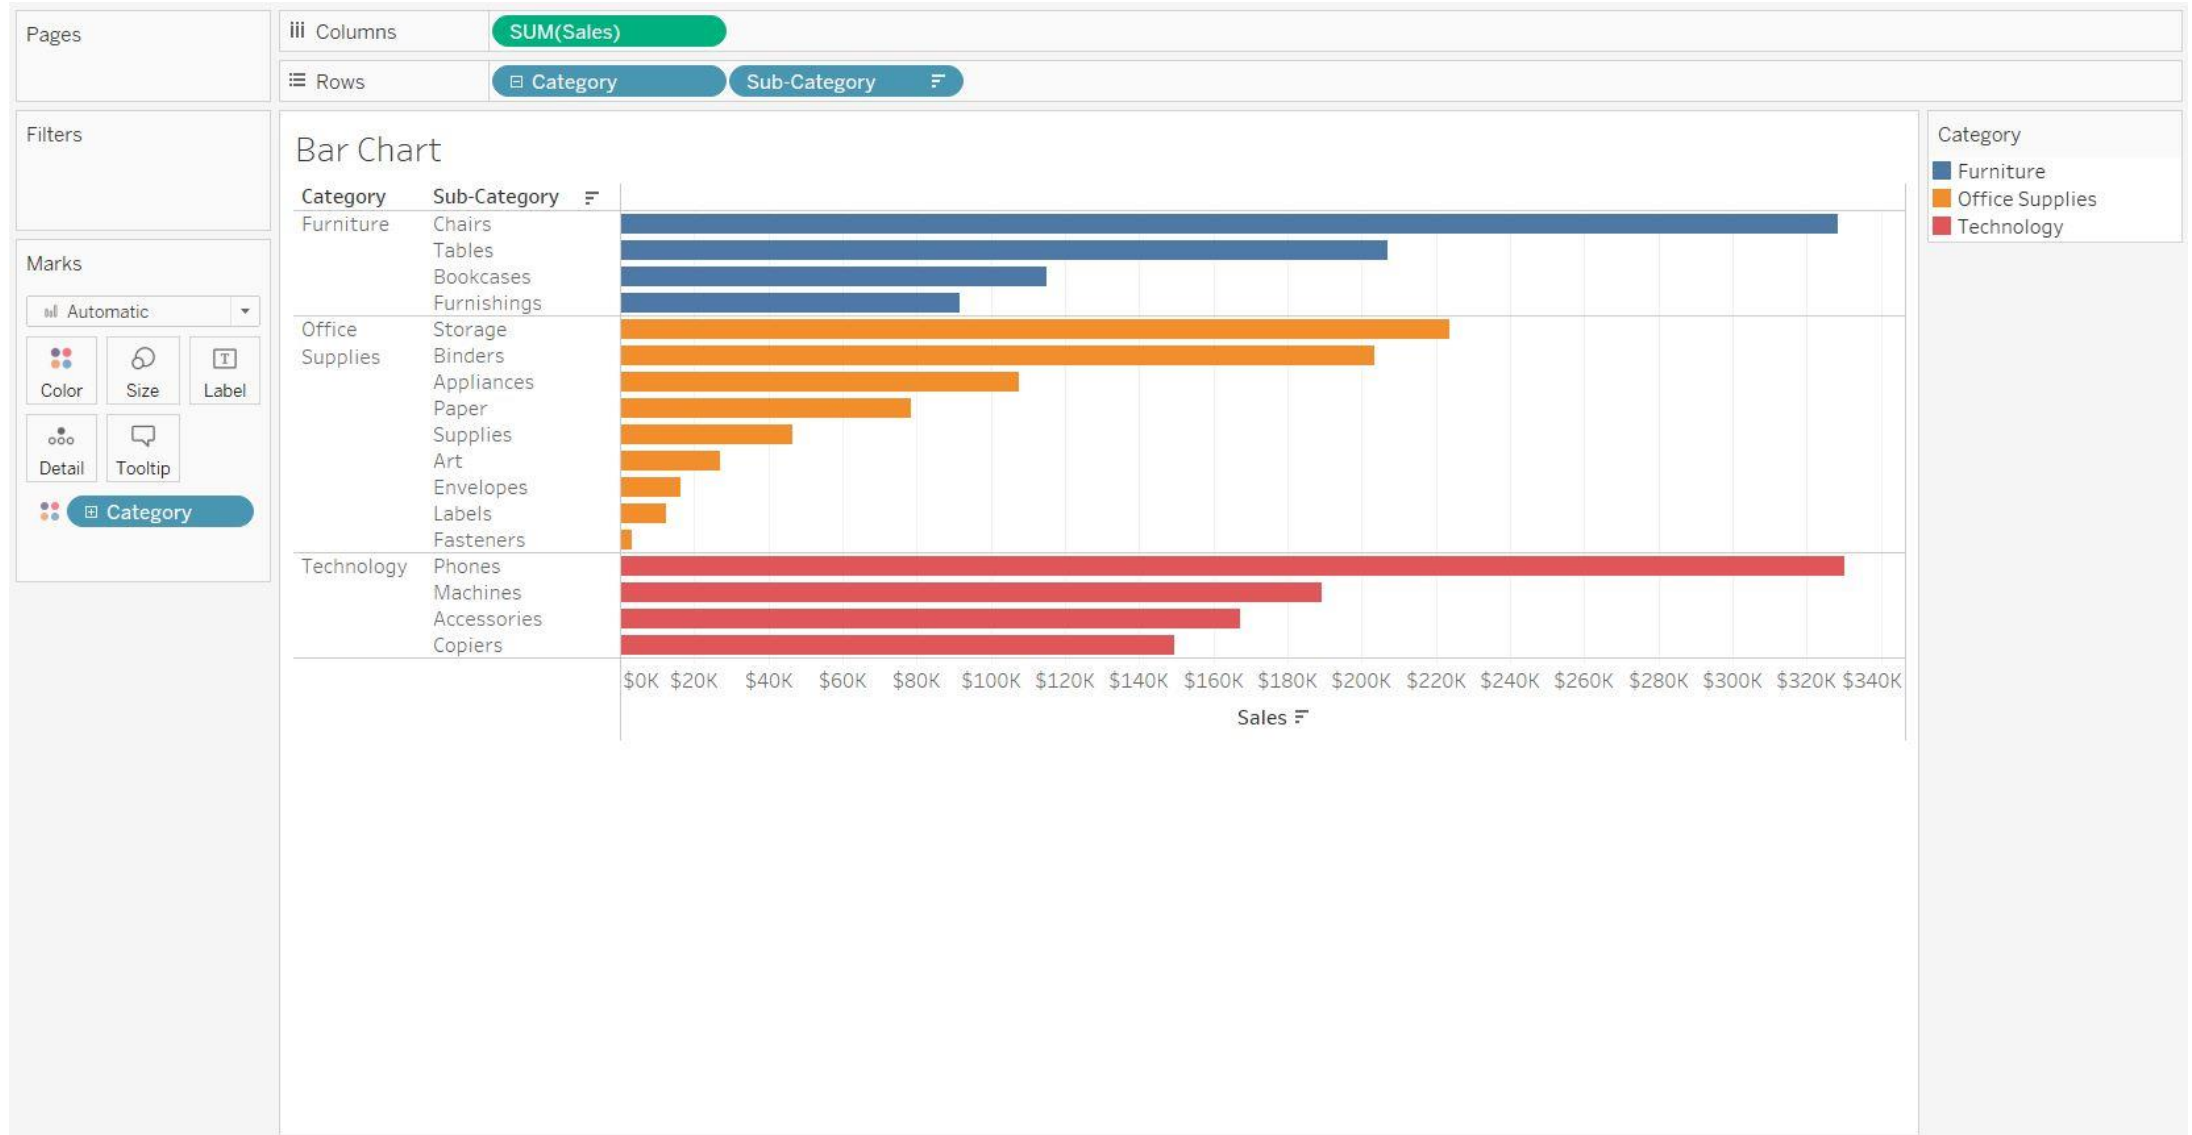 Pages
Columns SUM(Sales)
Rows Category Sub-Category
Filters
Marks
Automatic
Color Size Label
Detail Tooltip
Category
Bar Chart
Category Sub-Category
Furniture Chairs
Tables
Bookcases
Furnishings
Office Storage
Supplies Binders
Appliances
Paper
Supplies
Art
Envelopes
Labels
Fasteners
Technology Phones
Machines
Accessories
Copiers
$0K $20K $40K $60K $80K $100K $120K $140K $160K $180K $200K $220K $240K $260K $280K $300K $320K $340K
Sales
Category
Furniture
Office Supplies
Technology